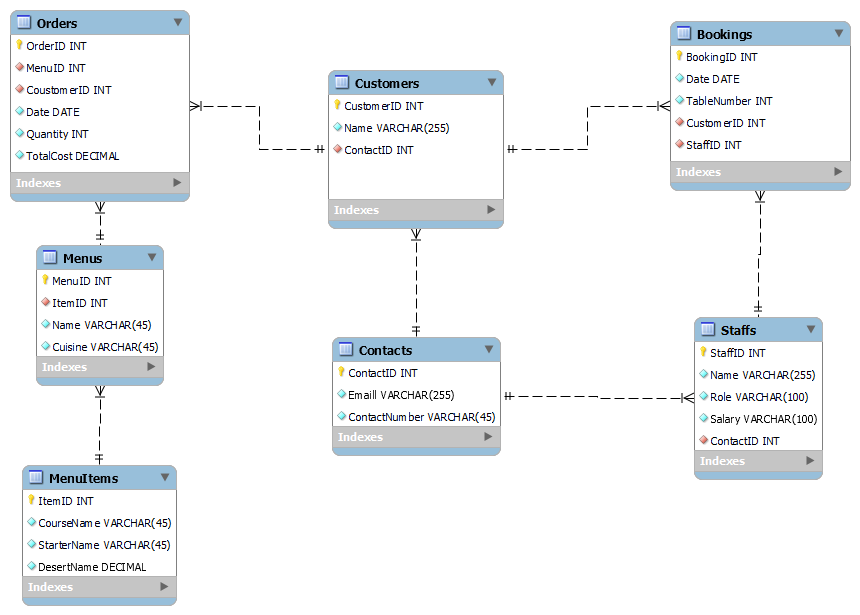 Orders
OrderID INT
MenuID INT
CoustomerID INT
Date DATE
Quantity INT
TotalCost DECIMAL
Indexes
Customers
CustomerID INT
Name VARCHAR(255)
ContactID INT
Indexes
Bookings
BookingID INT
Date DATE
TableNumber INT
CustomerID INT
StaffID INT
Indexes
Menus
MenuID INT
ItemID INT
Name VARCHAR(45)
Cuisine VARCHAR(45)
Indexes
Contacts
ContactID INT
Emaill VARCHAR(255)
ContactNumber VARCHAR(45)
Indexes
Staffs
StaffID INT
Name VARCHAR(255)
Role VARCHAR(100)
Salary VARCHAR(100)
ContactID INT
Indexes
MenuItems
ItemID INT
CourseName VARCHAR(45)
StarterName VARCHAR(45)
DesertName DECIMAL
Indexes